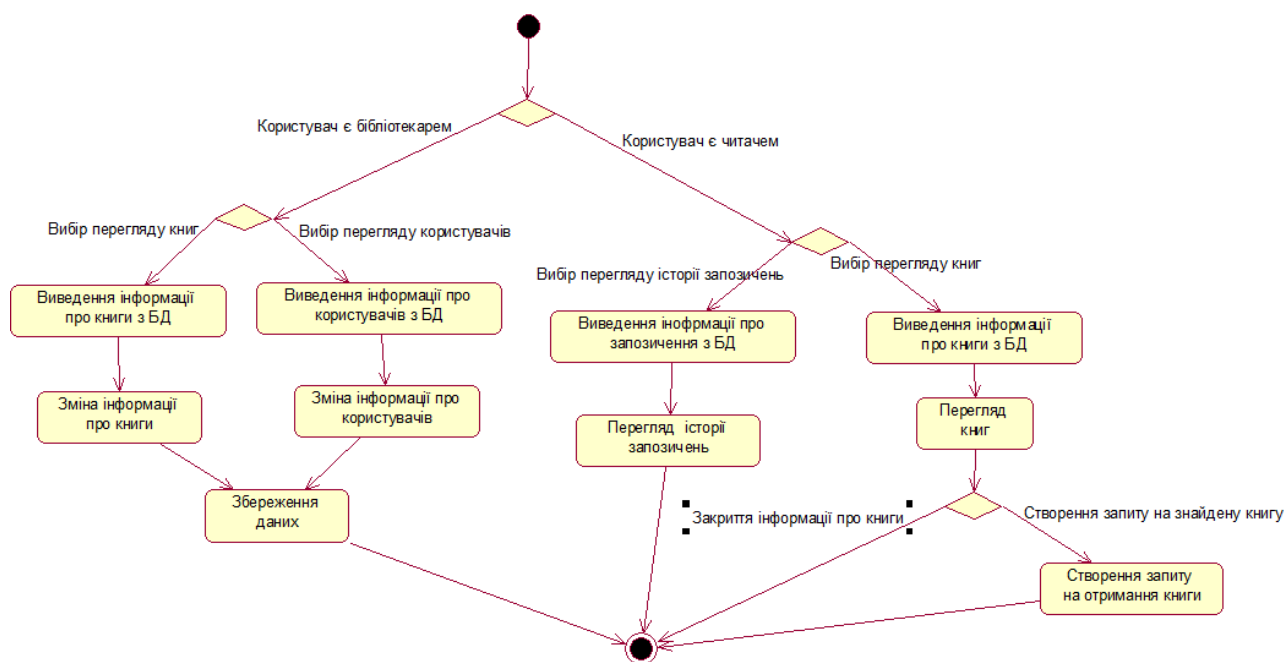 Користувач є бібліотекарем
Користувач є читачем
Вибір перегляду книг
Вибір перегляду користувачів
Вибір перегляду історії запозичень
Вибір перегляду книг
Виведення інформації
про книги з БД
Виведення інформації про
користувачів з БД
Виведення інофрмації про
запозичення з БД
Виведення інформації
про книги з БД
Зміна інформації
про книги
Зміна інформації про
користувачів
Перегляд історії
запозичень
Перегляд
книг
Збереження
даних
Закриття інформації про книги
Створення запиту на знайдену книгу
Створення запиту
на отримання книги